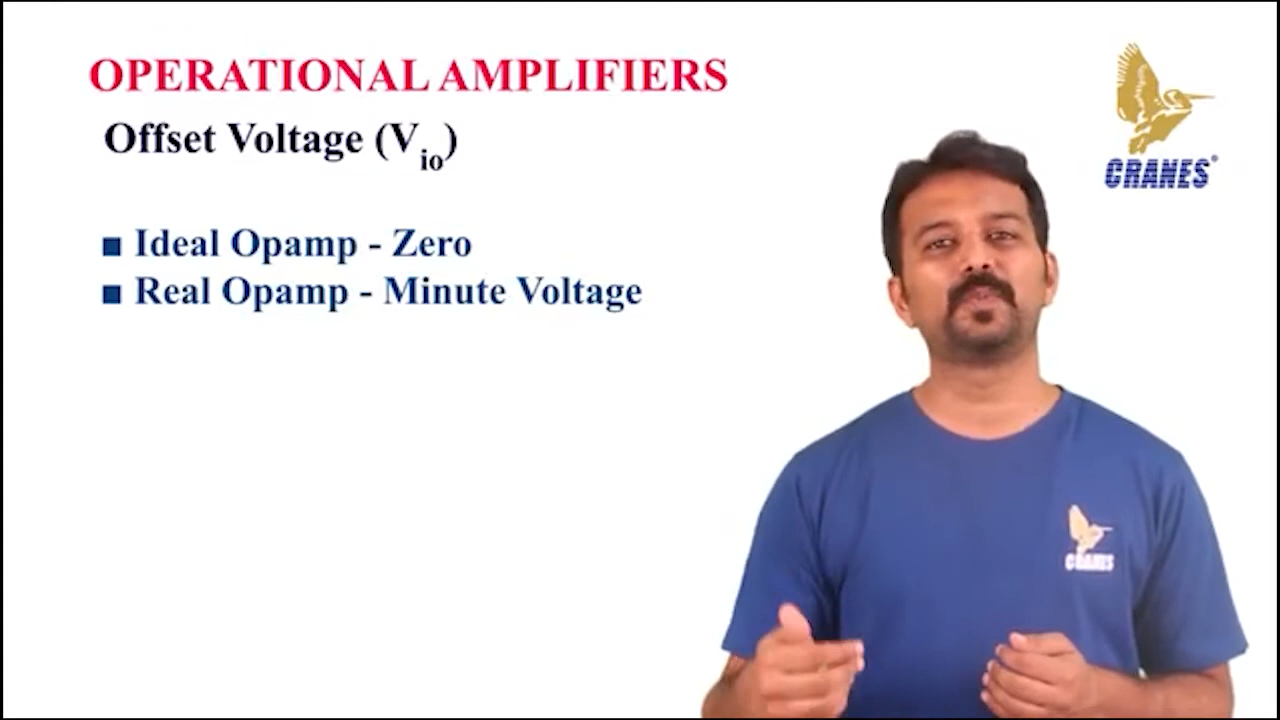 OPERATIONAL AMPLIFIERS
Offset Voltage (Vio)
■ Ideal Opamp - Zero
■ Real Opamp - Minute Voltage
CRANES®
CRANES